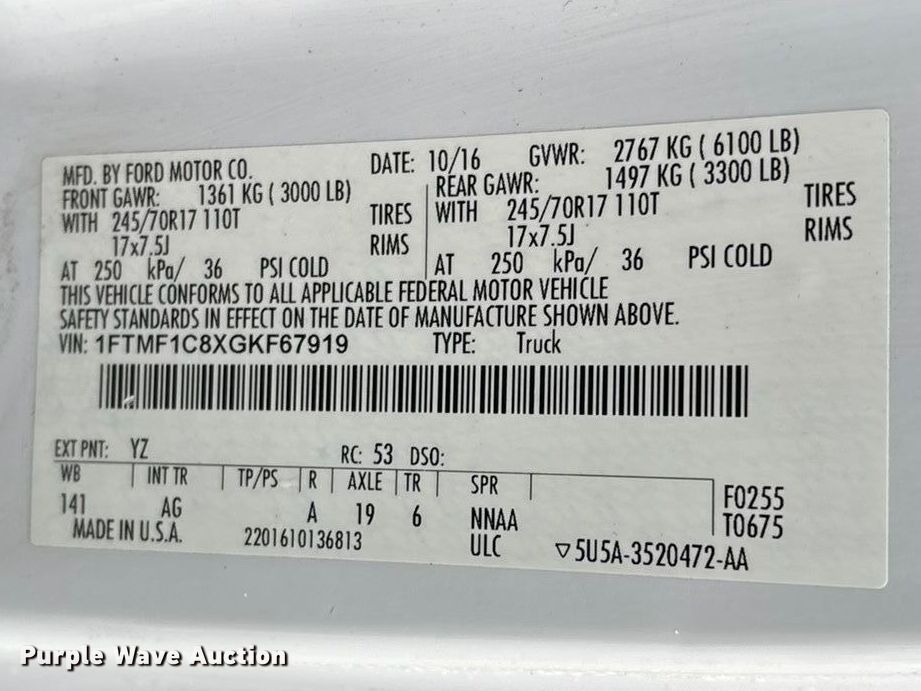 MFD. BY FORD MOTOR CO. DATE: 10/16 GVWR: 2767 KG ( 6100 LB)
FRONT GAWR: 1361 KG ( 3000 LB) REAR GAWR: 1497 KG ( 3300 LB)
WITH 245/70R17 110T TIRES WITH 245/70R17 110T TIRES
17x7.5J RIMS 17x7.5J RIMS
AT 250 kPa/ 36 PSI COLD AT 250 kPa/ 36 PSI COLD
THIS VEHICLE CONFORMS TO ALL APPLICABLE FEDERAL MOTOR VEHICLE
SAFETY STANDARDS IN EFFECT ON THE DATE OF MANUFACTURE SHOWN ABOVE.
VIN: 1FTMF1C8XGKF67919 TYPE: Truck
EXT PNT: YZ RC: 53 DSO:
WB INT TR TP/PS R AXLE TR SPR
141 AG A 19 6 NNAA F0255
MADE IN U.S.A. 2201610136813 ULC T0675
▽5U5A-3520472-AA
Purple Wave Auction